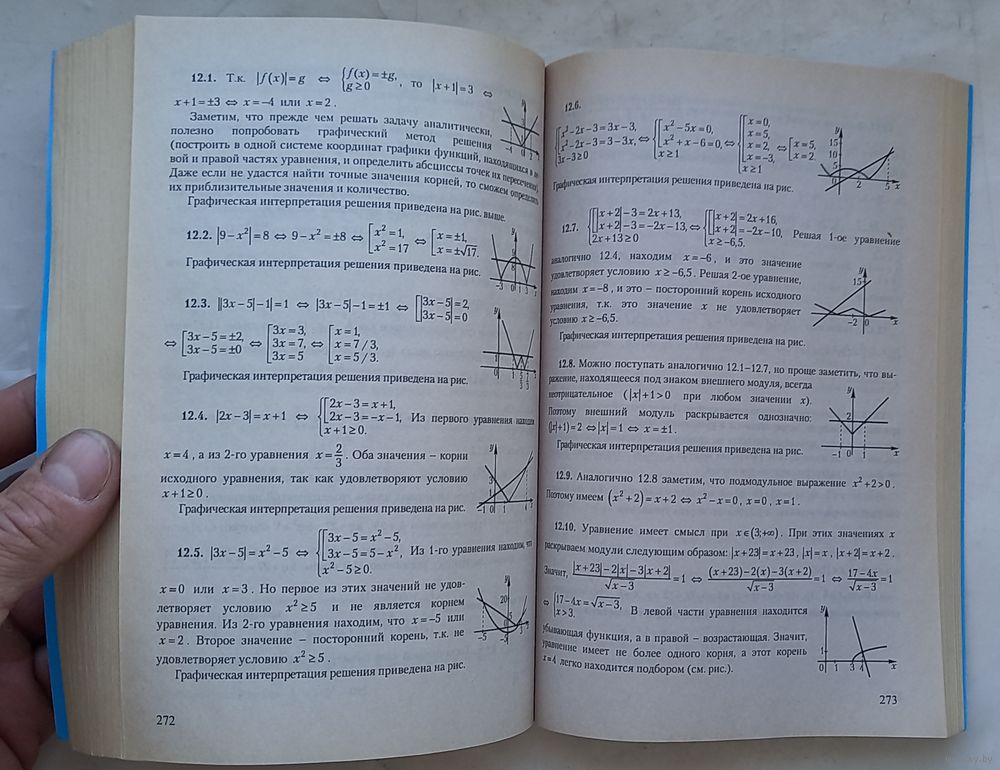 12.1. Т.к. |f(x)|=g ⇔ {f(x)=±g, g≥0 , то |x+1|=3 ⇔
x+1=±3 ⇔ x=−4 или x=2.
Заметим, что прежде чем решать задачу аналитически,
полезно попробовать графический метод решения
(построить в одной системе координат графики функций, находящихся в ле-
вой и правой частях уравнения, и определить абсциссы точек их пересечения).
Даже если не удастся найти точные значения корней, то сможем определить
их приблизительные значения и количество.
Графическая интерпретация решения приведена на рис. выше.
12.2. |9−x²|=8 ⇔ 9−x²=±8 ⇔ [x²=1, x²=17 ⇔ [x=±1, x=±√17.
Графическая интерпретация решения приведена на рис.
12.3. ||3x−5|−1|=1 ⇔ |3x−5|−1=±1 ⇔ [|3x−5|=2, |3x−5|=0
⇔ [3x−5=±2, 3x−5=±0 ⇔ [3x=3, 3x=7, 3x=5 ⇔ [x=1, x=7/3, x=5/3.
Графическая интерпретация решения приведена на рис.
12.4. |2x−3|=x+1 ⇔ {[2x−3=x+1, 2x−3=−x−1, x+1≥0. Из первого уравнения находим
x=4, а из 2-го уравнения x=2/3. Оба значения – корни
исходного уравнения, так как удовлетворяют условию
x+1≥0.
Графическая интерпретация решения приведена на рис.
12.5. |3x−5|=x²−5 ⇔ {[3x−5=x²−5, 3x−5=5−x², x²−5≥0. Из 1-го уравнения находим, что
x=0 или x=3. Но первое из этих значений не удов-
летворяет условию x²≥5 и не является корнем
уравнения. Из 2-го уравнения находим, что x=−5 или
x=2. Второе значение – посторонний корень, т.к. не
удовлетворяет условию x²≥5.
Графическая интерпретация решения приведена на рис.
272
12.6.
{[x²−2x−3=3x−3, x²−2x−3=3−3x, 3x−3≥0 ⇔ {[x²−5x=0, x²+x−6=0, x≥1 ⇔ {[x=0, x=5, x=2, x=−3, x≥1 ⇔ [x=5, x=2.
Графическая интерпретация решения приведена на рис.
12.7. {[|x+2|−3=2x+13, |x+2|−3=−2x−13, 2x+13≥0 ⇔ {[|x+2|=2x+16, |x+2|=−2x−10, x≥−6,5. Решая 1-ое уравнение
аналогично 12.4, находим x=−6, и это значение
удовлетворяет условию x≥−6,5. Решая 2-ое уравнение,
находим x=−8, и это – посторонний корень исходного
уравнения, т.к. это значение x не удовлетворяет
условию x≥−6,5.
Графическая интерпретация решения приведена на рис.
12.8. Можно поступать аналогично 12.1–12.7, но проще заметить, что вы-
ражение, находящееся под знаком внешнего модуля, всегда
неотрицательное (|x|+1>0 при любом значении x).
Поэтому внешний модуль раскрывается однозначно:
(|x|+1)=2 ⇔ |x|=1 ⇔ x=±1.
Графическая интерпретация решения приведена на рис.
12.9. Аналогично 12.8 заметим, что подмодульное выражение x²+2>0.
Поэтому имеем (x²+2)=x+2 ⇔ x²−x=0, x=0, x=1.
12.10. Уравнение имеет смысл при x∈(3;+∞). При этих значениях x
раскрываем модули следующим образом: |x+23|=x+23, |x|=x, |x+2|=x+2.
Значит, (|x+23|−2|x|−3|x+2|)/√(x−3)=1 ⇔ ((x+23)−2(x)−3(x+2))/√(x−3)=1 ⇔ (17−4x)/√(x−3)=1
⇔ {17−4x=√(x−3), x>3. В левой части уравнения находится
убывающая функция, а в правой – возрастающая. Значит,
уравнение имеет не более одного корня, а этот корень
x=4 легко находится подбором (см. рис.).
273